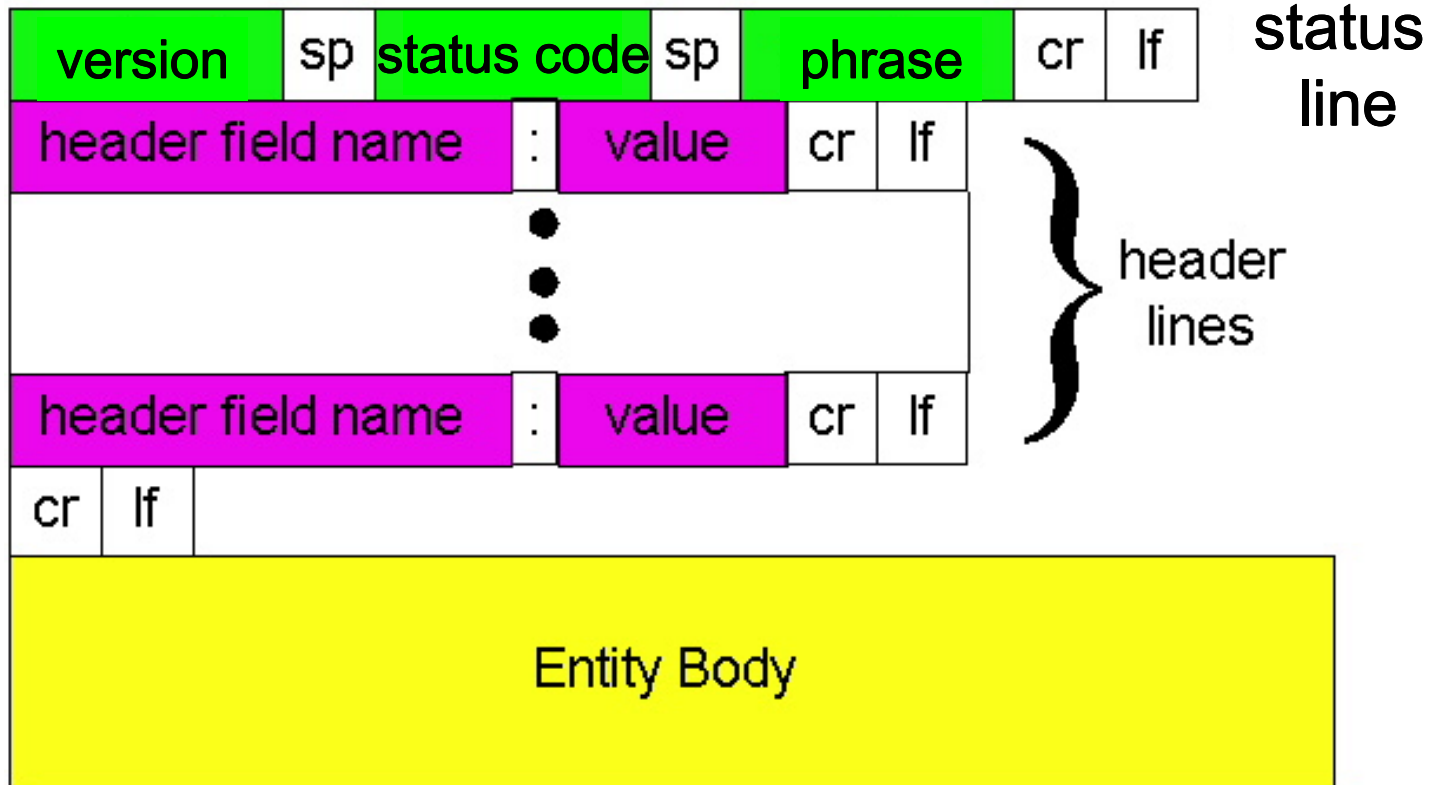 version sp status code sp phrase cr lf
status
line
header field name : value cr lf
header
lines
header field name : value cr lf
cr lf
Entity Body